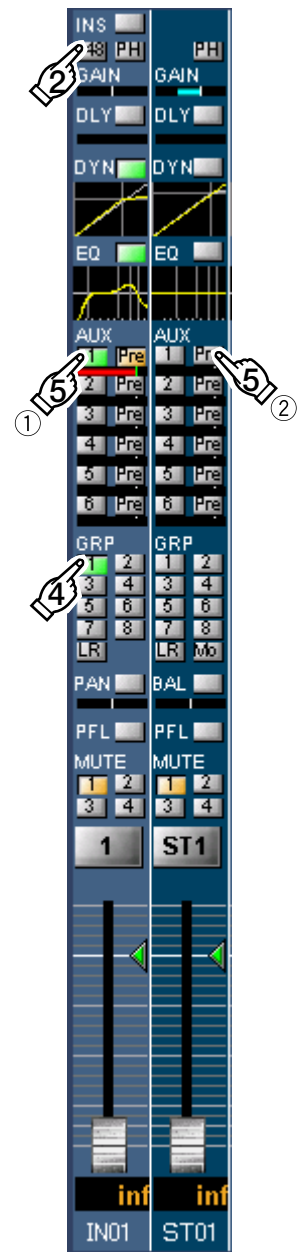 INS
2 48 PH PH
GAIN GAIN
DLY DLY
DYN DYN
EQ EQ
AUX AUX
1 Pre 1
5 5
1 2
2 Pre 2 Pre
3 Pre 3 Pre
4 Pre 4 Pre
5 Pre 5 Pre
6 Pre 6 Pre
GRP GRP
1 2 1 2
4 3 4 3 4
5 6 5 6
7 8 7 8
LR LR Mo
PAN BAL
PFL PFL
MUTE MUTE
1 2 1 2
3 4 3 4
1 ST1
inf inf
IN01 ST01